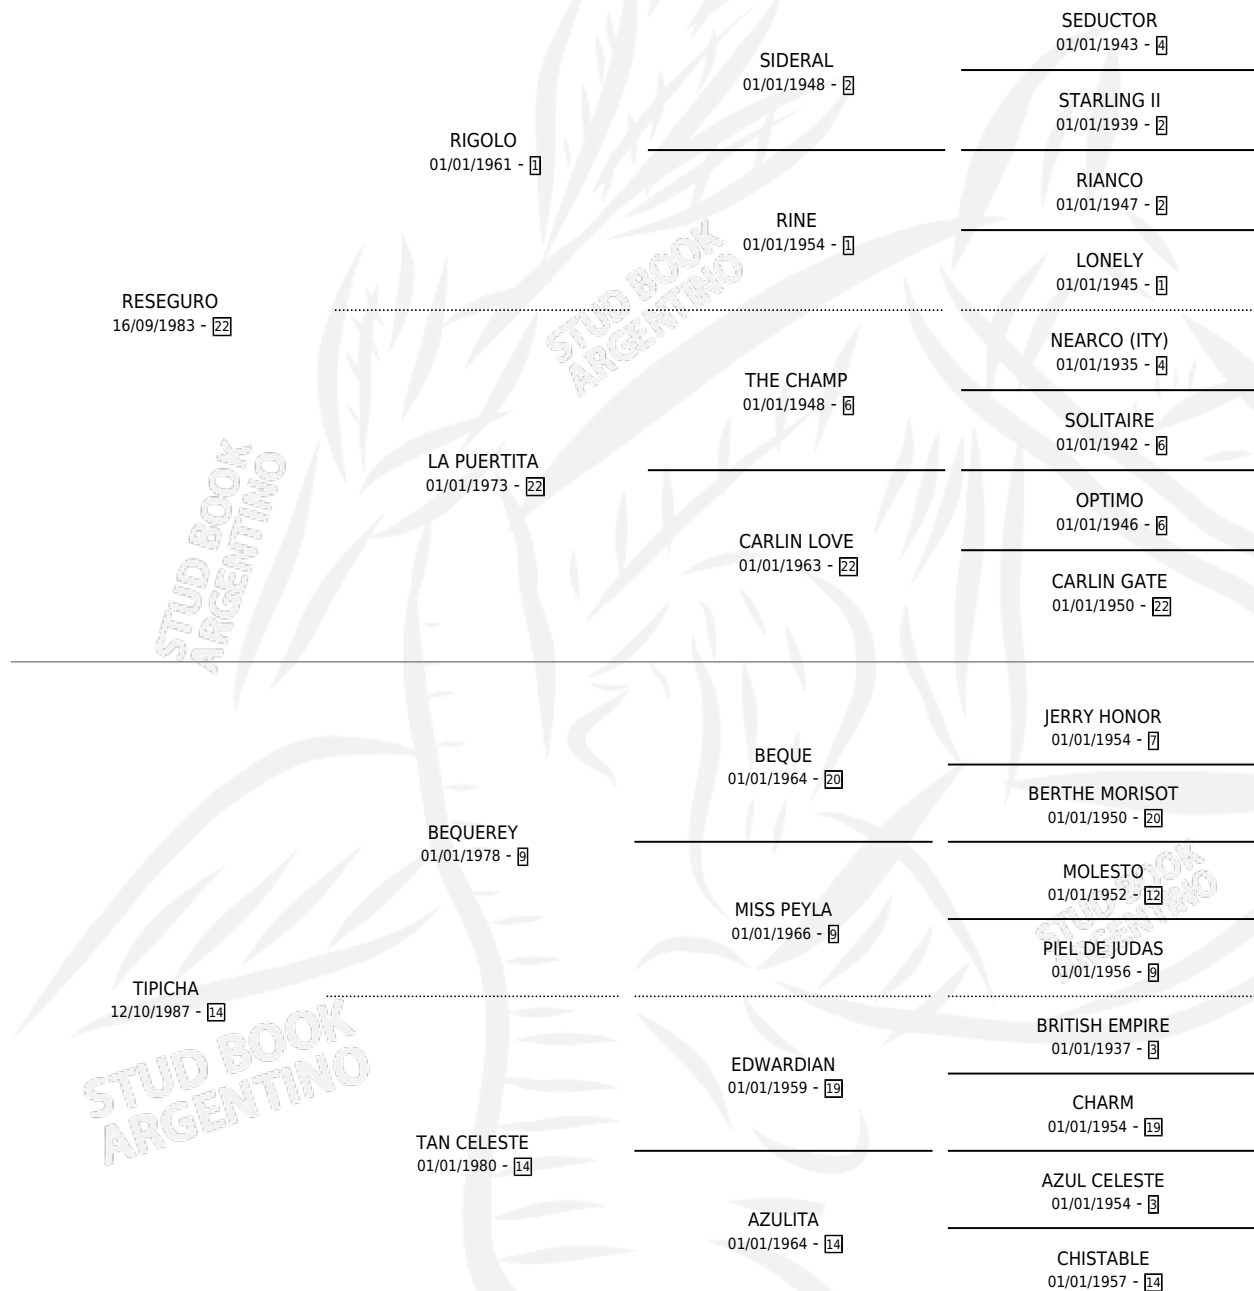 SEDUCTOR
01/01/1943 - 4
SIDERAL
01/01/1948 - 2
STARLING II
01/01/1939 - 2
RIGOLO
01/01/1961 - 1
RIANCO
01/01/1947 - 2
RINE
01/01/1954 - 1
LONELY
01/01/1945 - 1
RESEGURO
16/09/1983 - 22
NEARCO (ITY)
01/01/1935 - 4
THE CHAMP
01/01/1948 - 6
SOLITAIRE
01/01/1942 - 6
LA PUERTITA
01/01/1973 - 22
OPTIMO
01/01/1946 - 6
CARLIN LOVE
01/01/1963 - 22
CARLIN GATE
01/01/1950 - 22
JERRY HONOR
01/01/1954 - 7
BEQUE
01/01/1964 - 20
BERTHE MORISOT
01/01/1950 - 20
BEQUEREY
01/01/1978 - 9
MOLESTO
01/01/1952 - 12
MISS PEYLA
01/01/1966 - 9
PIEL DE JUDAS
01/01/1956 - 9
TIPICHA
12/10/1987 - 14
BRITISH EMPIRE
01/01/1937 - 3
EDWARDIAN
01/01/1959 - 19
CHARM
01/01/1954 - 19
TAN CELESTE
01/01/1980 - 14
AZUL CELESTE
01/01/1954 - 3
AZULITA
01/01/1964 - 14
CHISTABLE
01/01/1957 - 14
STUD BOOK
ARGENTINO
STUD BOOK
ARGENTINO
STUD BOOK
ARGENTINO
STUD BOOK
ARGENTINO